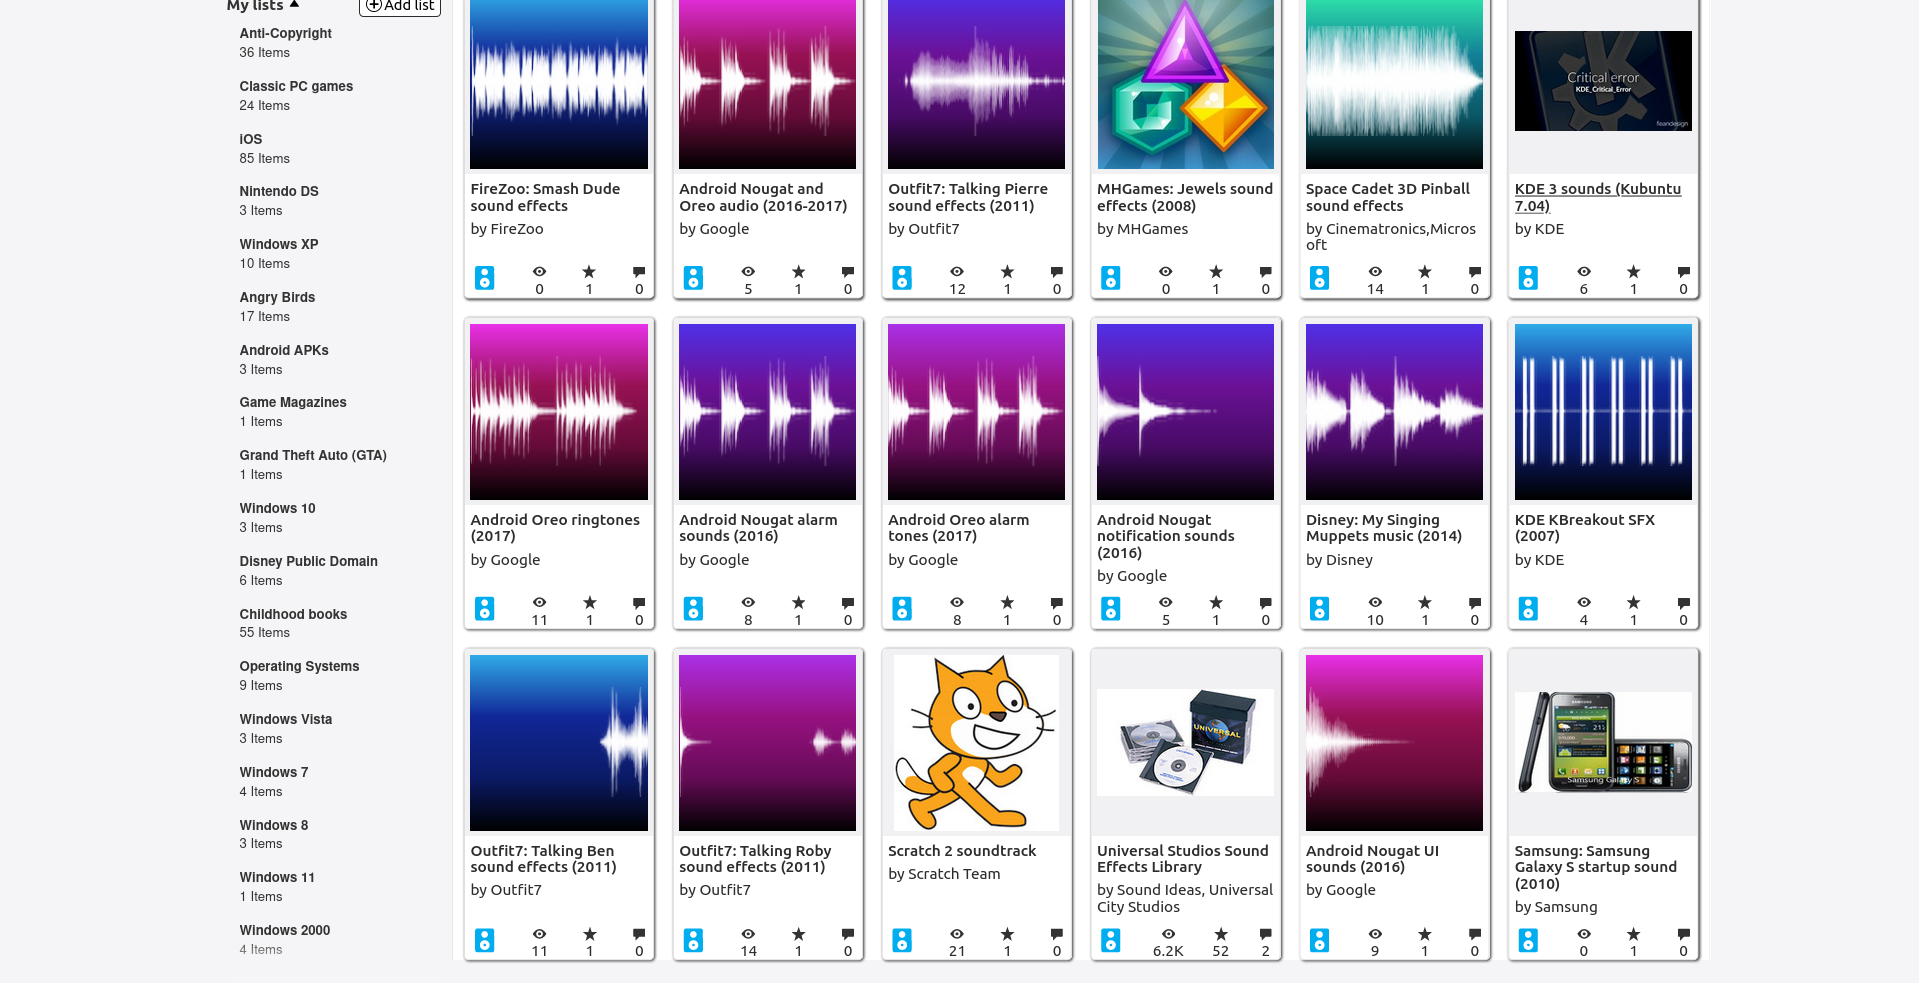 My lists
Add list
Anti-Copyright
36 Items
Classic PC games
24 Items
iOS
85 Items
Nintendo DS
3 Items
Windows XP
10 Items
Angry Birds
17 Items
Android APKs
3 Items
Game Magazines
1 Items
Grand Theft Auto (GTA)
1 Items
Windows 10
3 Items
Disney Public Domain
6 Items
Childhood books
55 Items
Operating Systems
9 Items
Windows Vista
3 Items
Windows 7
4 Items
Windows 8
3 Items
Windows 11
1 Items
Windows 2000
4 Items
FireZoo: Smash Dude
sound effects
by FireZoo
0 1 0
Android Nougat and
Oreo audio (2016-2017)
by Google
5 1 0
Outfit7: Talking Pierre
sound effects (2011)
by Outfit7
12 1 0
MHGames: Jewels sound
effects (2008)
by MHGames
0 1 0
Space Cadet 3D Pinball
sound effects
by Cinematronics,Micros
oft
14 1 0
Critical error
KDE_Critical_Error
feandesign
KDE 3 sounds (Kubuntu
7.04)
by KDE
6 1 0
Android Oreo ringtones
(2017)
by Google
11 1 0
Android Nougat alarm
sounds (2016)
by Google
8 1 0
Android Oreo alarm
tones (2017)
by Google
8 1 0
Android Nougat
notification sounds
(2016)
by Google
5 1 0
Disney: My Singing
Muppets music (2014)
by Disney
10 1 0
KDE KBreakout SFX
(2007)
by KDE
4 1 0
Outfit7: Talking Ben
sound effects (2011)
by Outfit7
11 1 0
Outfit7: Talking Roby
sound effects (2011)
by Outfit7
14 1 0
Scratch 2 soundtrack
by Scratch Team
21 1 0
UNIVERSAL
Universal Studios Sound
Effects Library
by Sound Ideas, Universal
City Studios
6.2K 52 2
Android Nougat UI
sounds (2016)
by Google
9 1 0
Samsung Galaxy S
Samsung: Samsung
Galaxy S startup sound
(2010)
by Samsung
0 1 0